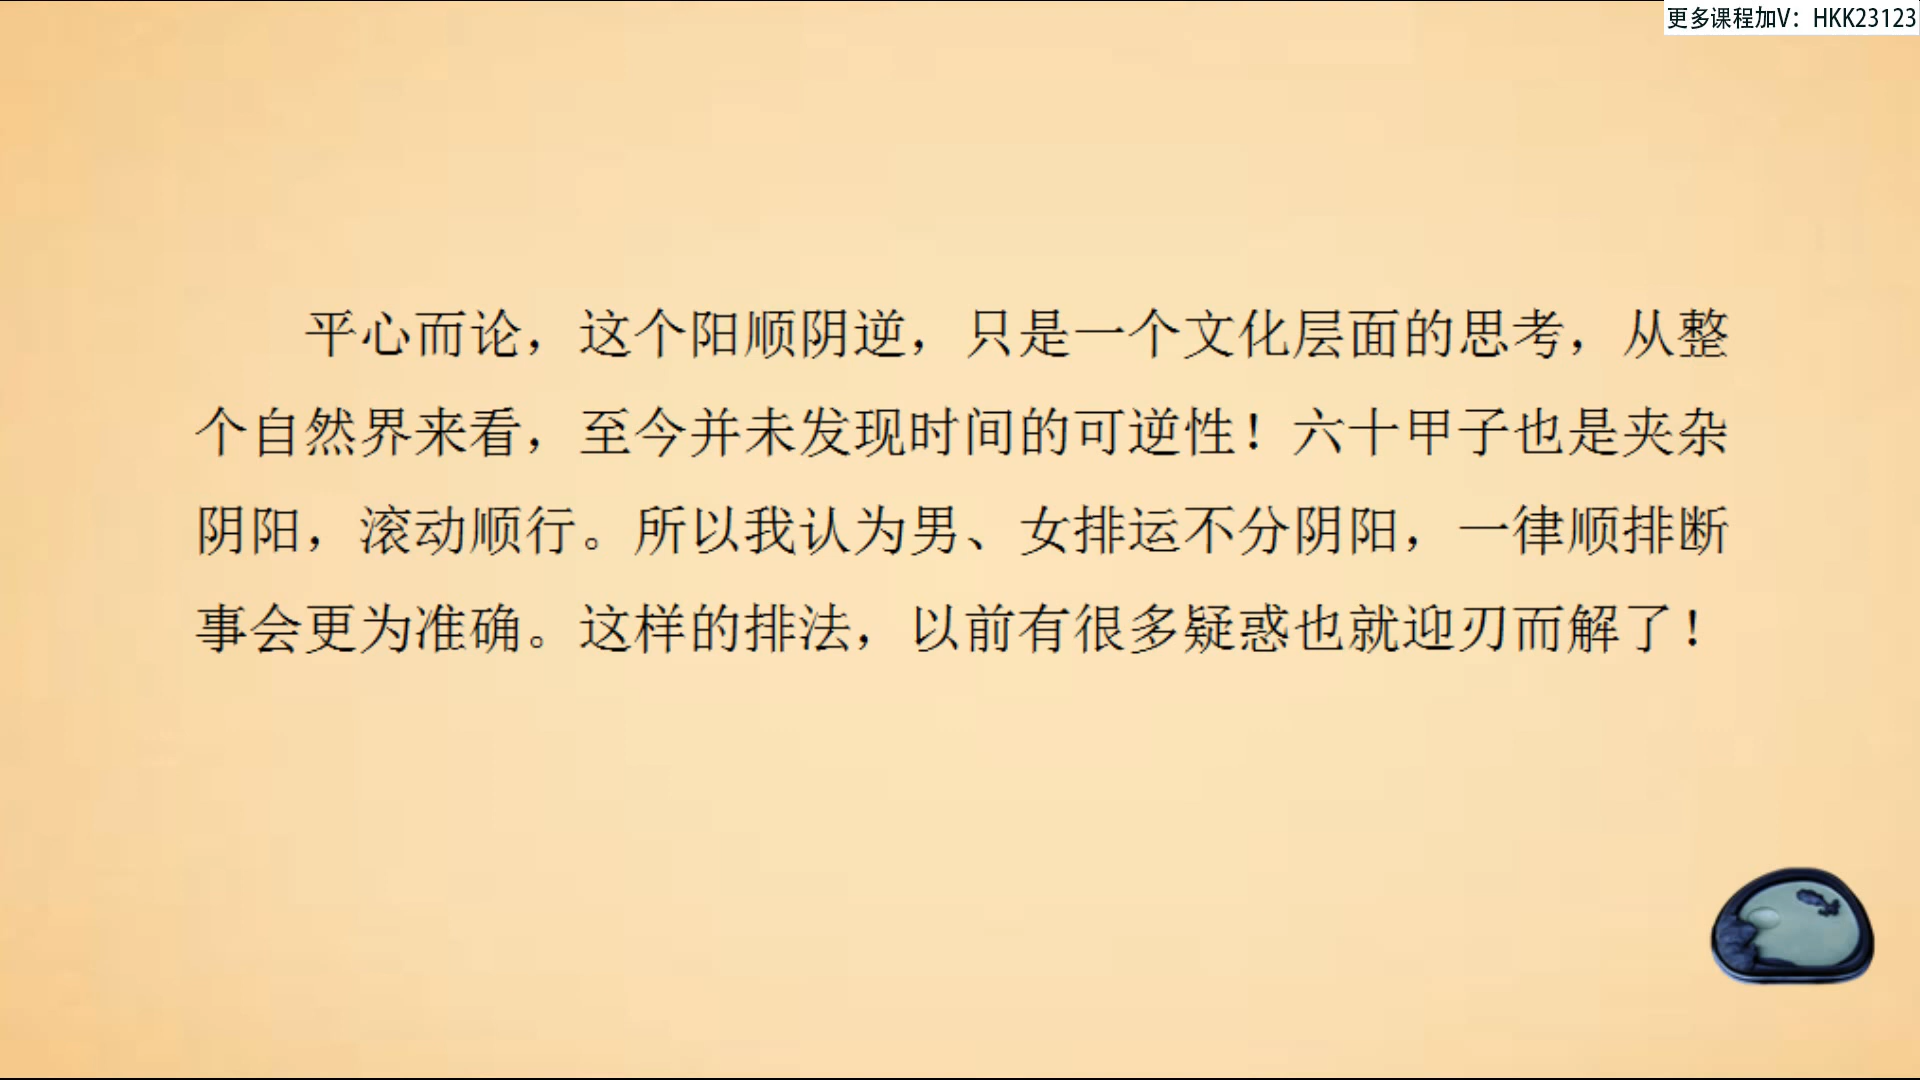 更多课程加V：HKK23123
平心而论，这个阳顺阴逆，只是一个文化层面的思考，从整
个自然界来看，至今并未发现时间的可逆性！六十甲子也是夹杂
阴阳，滚动顺行。所以我认为男、女排运不分阴阳，一律顺排断
事会更为准确。这样的排法，以前有很多疑惑也就迎刃而解了！